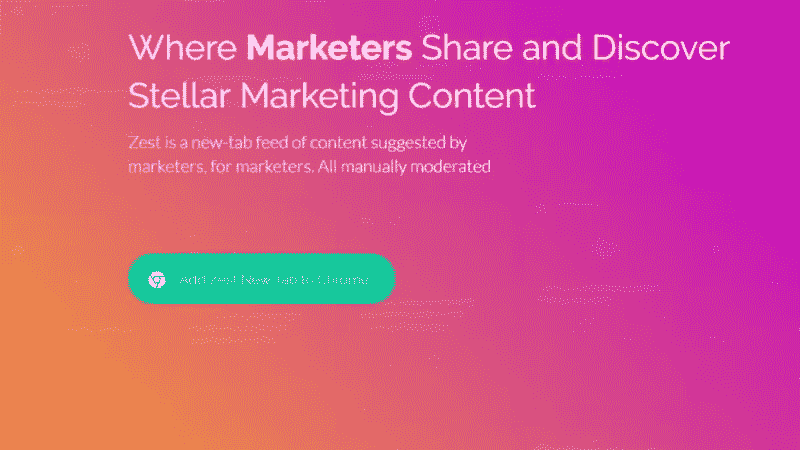 Where Marketers Share and Discover
Stellar Marketing Content
Zest is a new-tab feed of content suggested by
marketers, for marketers. All manually moderated
Add Zest New Tab to Chrome